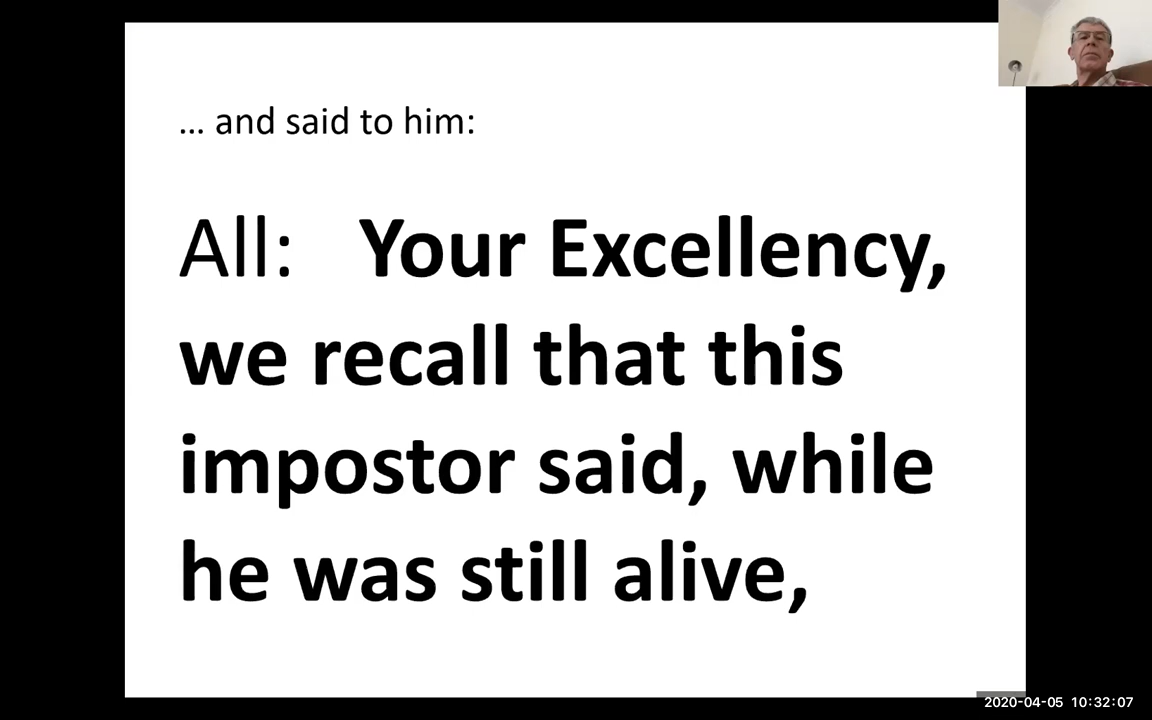 … and said to him:
All: Your Excellency,
we recall that this
impostor said, while
he was still alive,
2020-04-05 10:32:07